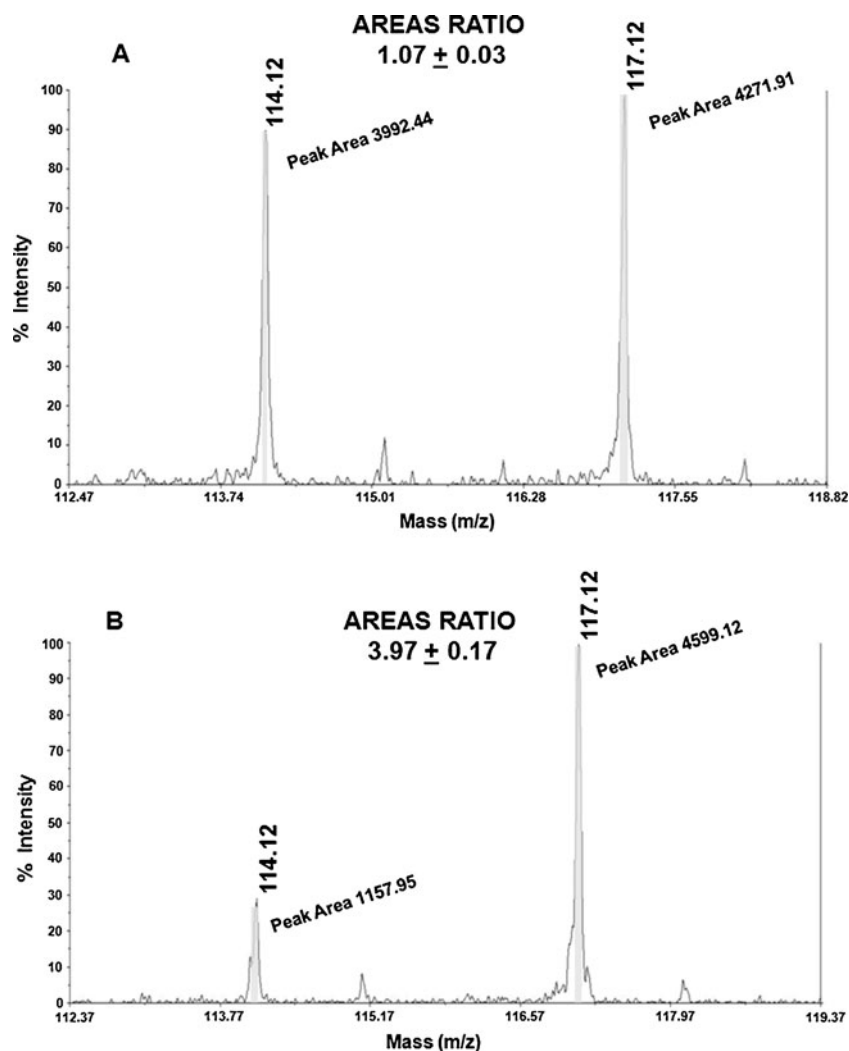 A
AREAS RATIO
1.07 ± 0.03
114.12
Peak Area 3992.44
117.12
Peak Area 4271.91
100
90
80
70
60
50
40
30
20
10
0
% Intensity
112.47 113.74 115.01 116.28 117.55 118.82
Mass (m/z)
B
AREAS RATIO
3.97 ± 0.17
114.12
Peak Area 1157.95
117.12
Peak Area 4599.12
100
90
80
70
60
50
40
30
20
10
0
% Intensity
112.37 113.77 115.17 116.57 117.97 119.37
Mass (m/z)